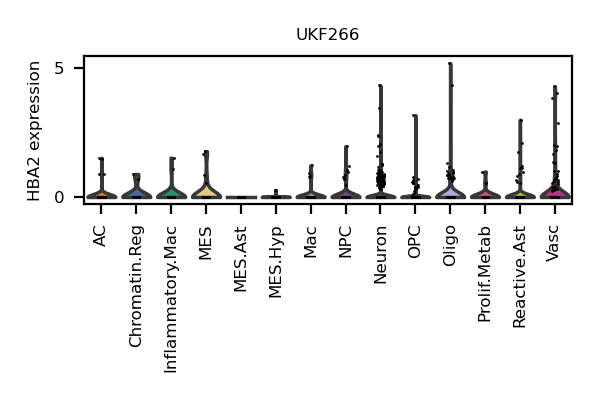 UKF266
HBA2 expression
5
0
AC
Chromatin.Reg
Inflammatory.Mac
MES
MES.Ast
MES.Hyp
Mac
NPC
Neuron
OPC
Oligo
Prolif.Metab
Reactive.Ast
Vasc